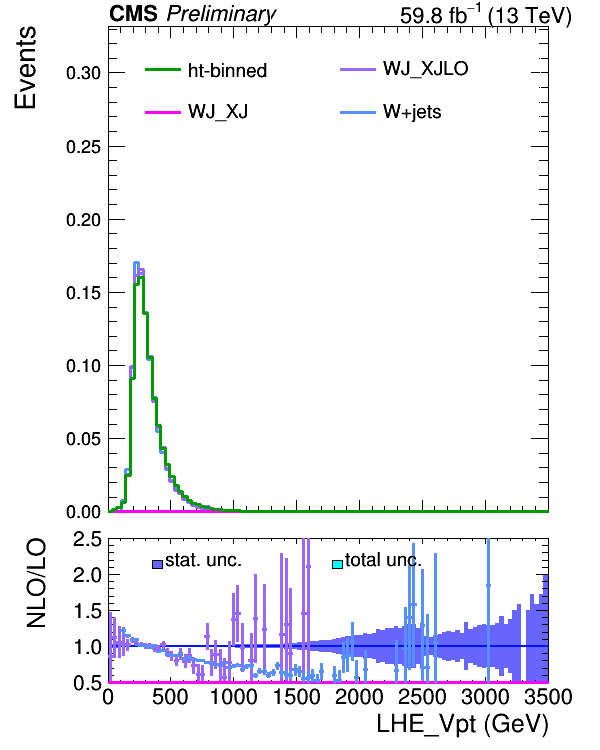 CMS Preliminary 59.8 fb⁻¹ (13 TeV)
Events
ht-binned WJ_XJLO
WJ_XJ W+jets
0.30
0.25
0.20
0.15
0.10
0.05
0.00
NLO/LO
stat. unc. total unc.
2.5
2.0
1.5
1.0
0.5
0 500 1000 1500 2000 2500 3000 3500
LHE_Vpt (GeV)